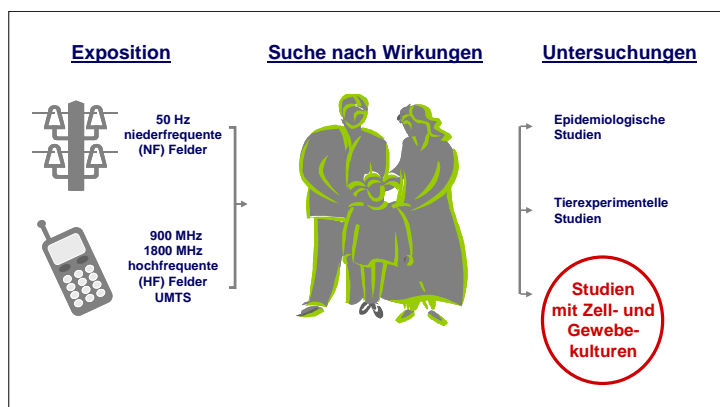 Exposition
Suche nach Wirkungen
Untersuchungen
50 Hz
niederfrequente
(NF) Felder
900 MHz
1800 MHz
hochfrequente
(HF) Felder
UMTS
Epidemiologische
Studien
Tierexperimentelle
Studien
Studien
mit Zell- und
Gewebe-
kulturen